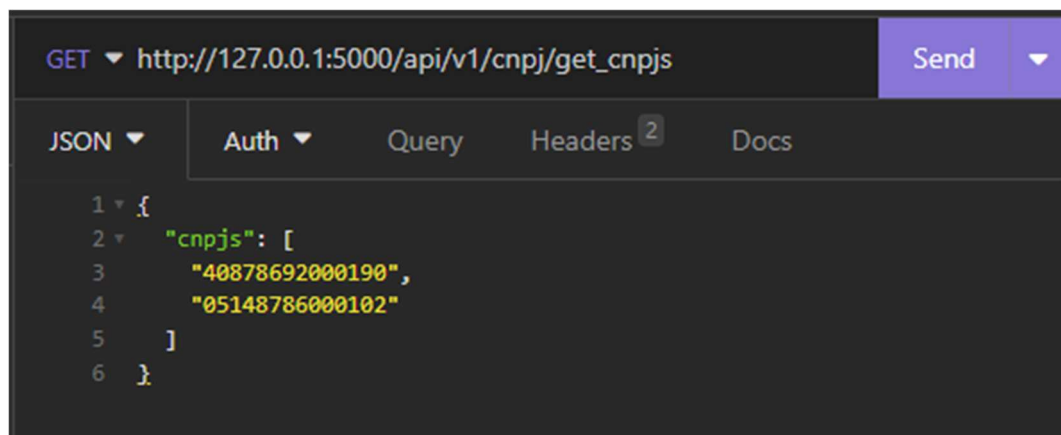 GET http://127.0.0.1:5000/api/v1/cnpj/get_cnpjs Send
JSON Auth Query Headers 2 Docs
1 {
2 "cnpjs": [
3 "40878692000190",
4 "05148786000102"
5 ]
6 }